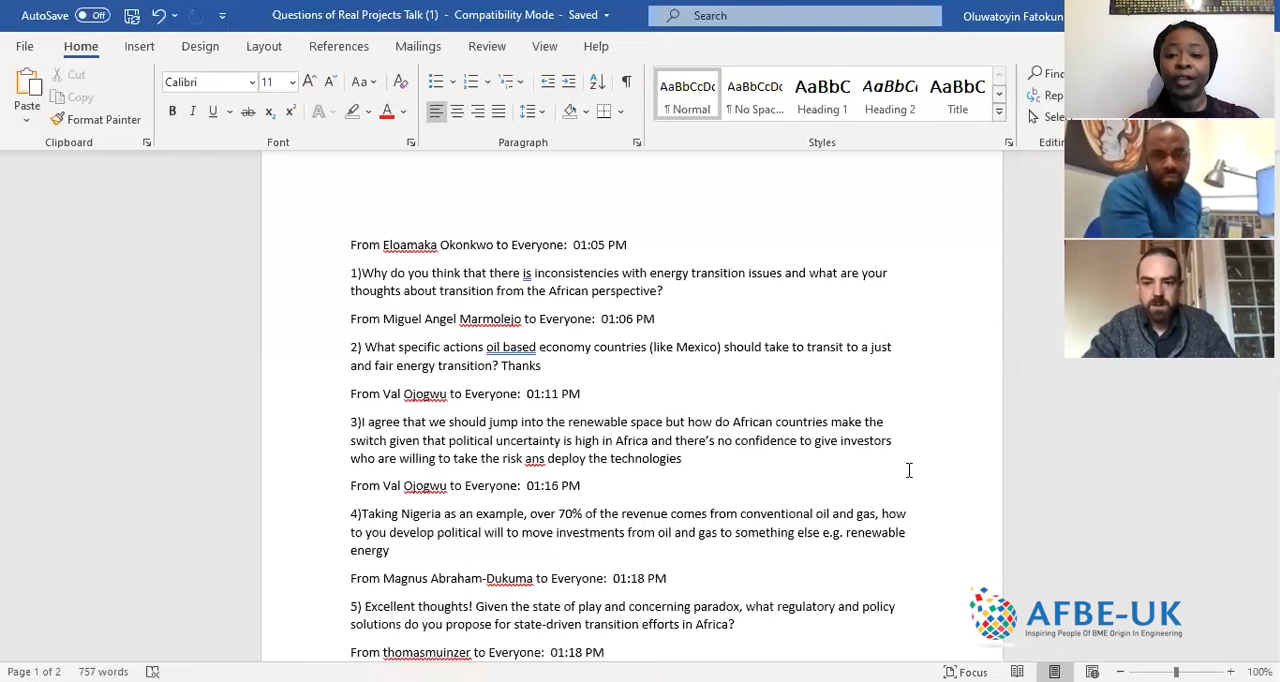 AutoSave Off Questions of Real Projects Talk (1) - Compatibility Mode - Saved Search Oluwatoyin Fatokun
File Home Insert Design Layout References Mailings Review View Help
Paste
Cut
Copy
Format Painter
Clipboard
Calibri 11
Font
Paragraph
AaBbCcDc AaBbCcDc AaBbC AaBbCc AaBbC
¶ Normal ¶ No Spac... Heading 1 Heading 2 Title
Styles
Find
Rep
Sele
Editin
From Eloamaka Okonkwo to Everyone: 01:05 PM
1)Why do you think that there is inconsistencies with energy transition issues and what are your
thoughts about transition from the African perspective?
From Miguel Angel Marmolejo to Everyone: 01:06 PM
2) What specific actions oil based economy countries (like Mexico) should take to transit to a just
and fair energy transition? Thanks
From Val Ojogwu to Everyone: 01:11 PM
3)I agree that we should jump into the renewable space but how do African countries make the
switch given that political uncertainty is high in Africa and there's no confidence to give investors
who are willing to take the risk ans deploy the technologies
From Val Ojogwu to Everyone: 01:16 PM
4)Taking Nigeria as an example, over 70% of the revenue comes from conventional oil and gas, how
to you develop political will to move investments from oil and gas to something else e.g. renewable
energy
From Magnus Abraham-Dukuma to Everyone: 01:18 PM
5) Excellent thoughts! Given the state of play and concerning paradox, what regulatory and policy
solutions do you propose for state-driven transition efforts in Africa?
From thomasmuinzer to Everyone: 01:18 PM
AFBE-UK
Inspiring People Of BME Origin In Engineering
Page 1 of 2 757 words Focus 100%